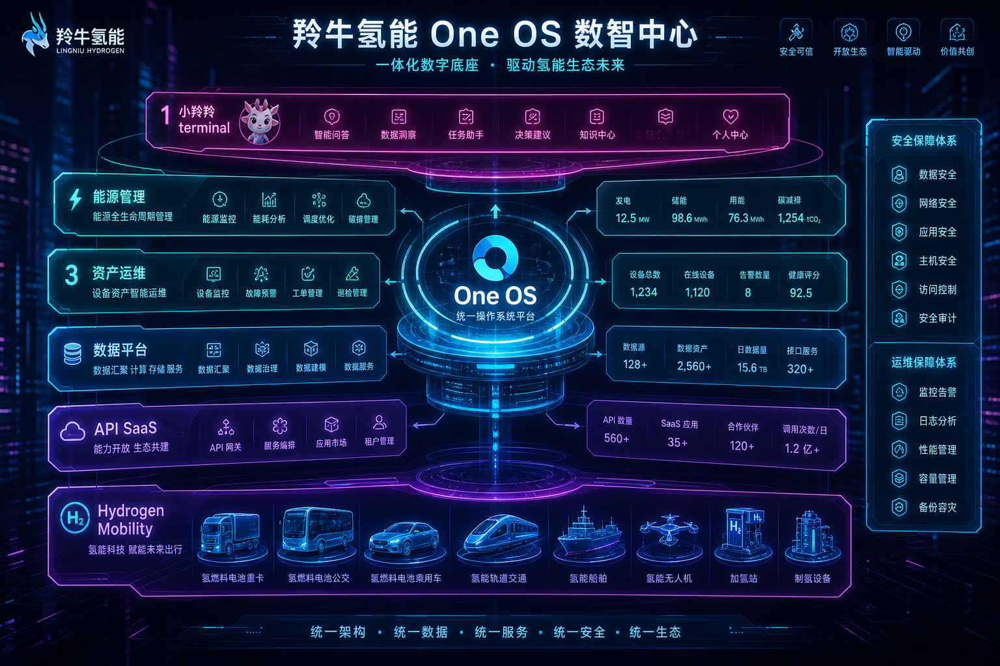 羚牛氢能
LINGNIU HYDROGEN
羚牛氢能 One OS 数智中心
一体化数字底座 · 驱动氢能生态未来
安全可信
开放生态
智能驱动
价值共创
1
小羚羚
terminal
智能问答
数据洞察
任务助手
决策建议
知识中心
个人中心
能源管理
能源全生命周期管理
能源监控
能耗分析
调度优化
碳排管理
发电
12.5 MW
储能
98.6 MWh
用能
76.3 MWh
碳减排
1,254 tCO₂
3
资产运维
设备资产智能运维
设备监控
故障预警
工单管理
巡检管理
设备总数
1,234
在线设备
1,120
告警数量
8
健康评分
92.5
One OS
统一操作系统平台
数据平台
数据汇聚 计算 存储 服务
数据汇聚
数据治理
数据建模
数据服务
数据源
128+
数据资产
2,560+
日数据量
15.6 TB
接口服务
320+
API SaaS
能力开放 生态共建
API 网关
服务编排
应用市场
租户管理
API 数量
560+
SaaS 应用
35+
合作伙伴
120+
调用次数/日
1.2 亿+
H₂
Hydrogen
Mobility
氢能科技 赋能未来出行
氢燃料电池重卡
氢燃料电池公交
氢燃料电池乘用车
氢能轨道交通
氢能船舶
氢能无人机
H₂
H₂
加氢站
制氢设备
安全保障体系
数据安全
网络安全
应用安全
主机安全
访问控制
安全审计
运维保障体系
监控告警
日志分析
性能管理
容量管理
备份容灾
统一架构 · 统一数据 · 统一服务 · 统一安全 · 统一生态